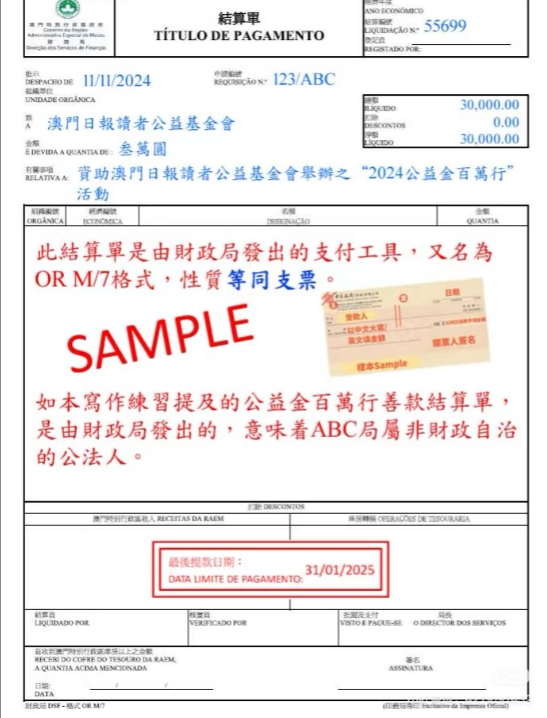 結算單
ANO ECONÓMICO
TÍTULO DE PAGAMENTO
結算編號
LIQUIDAÇÃO N.º 55699
登記員
REGISTADO POR:
澳門特別行政區政府
Governo da Região
Administrativa Especial de Macau
財政局
Direcção dos Serviços de Finanças
批示
DESPACHO DE 11/11/2024
申請編號
REQUISIÇÃO N.º 123/ABC
組織單位
UNIDADE ORGÂNICA
總額
ILÍQUIDO 30,000.00
扣除
DESCONTOS 0.00
淨額
LÍQUIDO 30,000.00
致
A 澳門日報讀者公益基金會
金額
É DEVIDA A QUANTIA DE : 叁萬圓
有關事項
RELATIVA A: 資助澳門日報讀者公益基金會舉辦之“2024公益金百萬行”
活動
組織編號 經濟編號 名稱 金額
ORGÂNICA ECONÓMICA DESIGNAÇÃO QUANTIA
此結算單是由財政局發出的支付工具，又名為
OR M/7格式，性質等同支票。
SAMPLE
日期
受款人
以中文大寫/
英文填金額
開票人簽名
樣本Sample
如本寫作練習提及的公益金百萬行善款結算單，
是由財政局發出的，意味着ABC局屬非財政自治
的公法人。
扣除 DESCONTOS
澳門特別行政區收入 RECEITAS DA RAEM
庫房轉帳 OPERAÇÕES DE TESOURARIA
最後提款日期：
DATA LIMITE DE PAGAMENTO: 31/01/2025
結算員
LIQUIDADO POR
核實員
VERIFICADO POR
批閱及支付 局長
VISTO E PAGUE-SE O DIRECTOR DOS SERVIÇOS
茲收到澳門特別行政區庫房以上之金額
RECEBI DO COFRE DO TESOURO DA RAEM,
A QUANTIA ACIMA MENCIONADA
簽名
ASSINATURA
日期: / /
DATA
財政局 DSF - 格式 OR M/7
(印務局專印 Exclusivo da Imprensa Oficial)